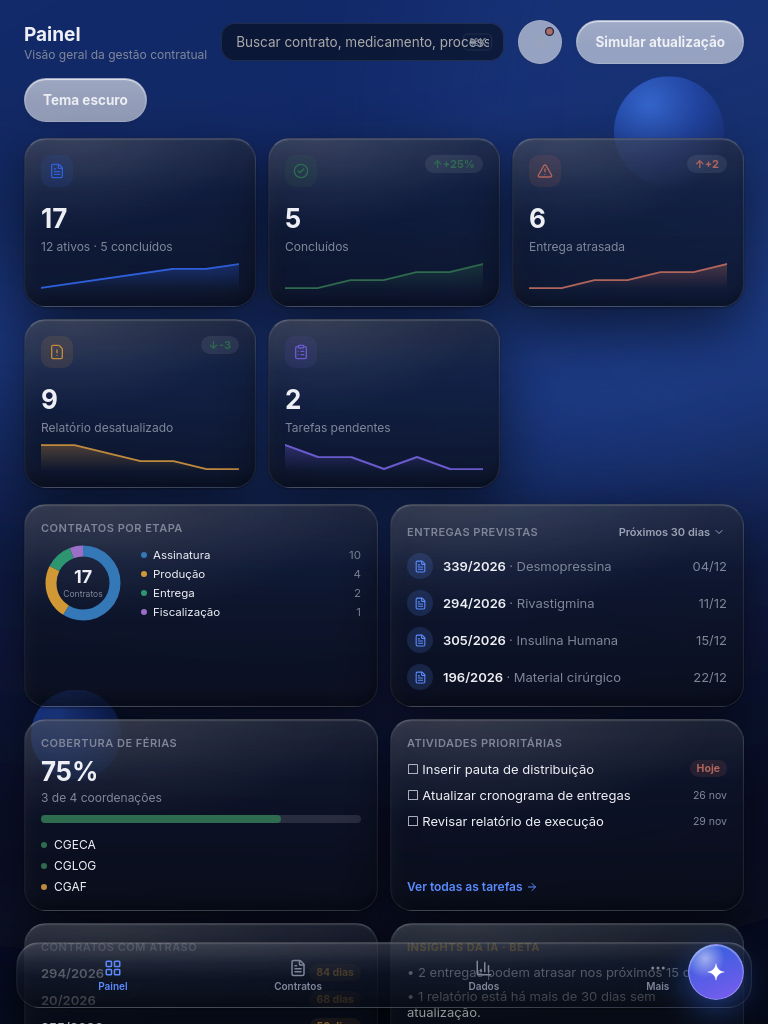 Painel
Visão geral da gestão contratual
Buscar contrato, medicamento, process
Simular atualização
Tema escuro
17
12 ativos · 5 concluídos
↑+25%
5
Concluídos
↑+2
6
Entrega atrasada
↓-3
9
Relatório desatualizado
2
Tarefas pendentes
CONTRATOS POR ETAPA
17
Contratos
Assinatura 10
Produção 4
Entrega 2
Fiscalização 1
ENTREGAS PREVISTAS
Próximos 30 dias
339/2026 · Desmopressina 04/12
294/2026 · Rivastigmina 11/12
305/2026 · Insulina Humana 15/12
196/2026 · Material cirúrgico 22/12
COBERTURA DE FÉRIAS
75%
3 de 4 coordenações
CGECA
CGLOG
CGAF
ATIVIDADES PRIORITÁRIAS
☐ Inserir pauta de distribuição Hoje
☐ Atualizar cronograma de entregas 26 nov
☐ Revisar relatório de execução 29 nov
Ver todas as tarefas →
CONTRATOS COM ATRASO
294/2026 84 dias
20/2026 68 dias
INSIGHTS DA IA · BETA
• 2 entregas podem atrasar nos próximos 15
• 1 relatório está há mais de 30 dias sem
atualização.
Painel
Contratos
Dados
Mais